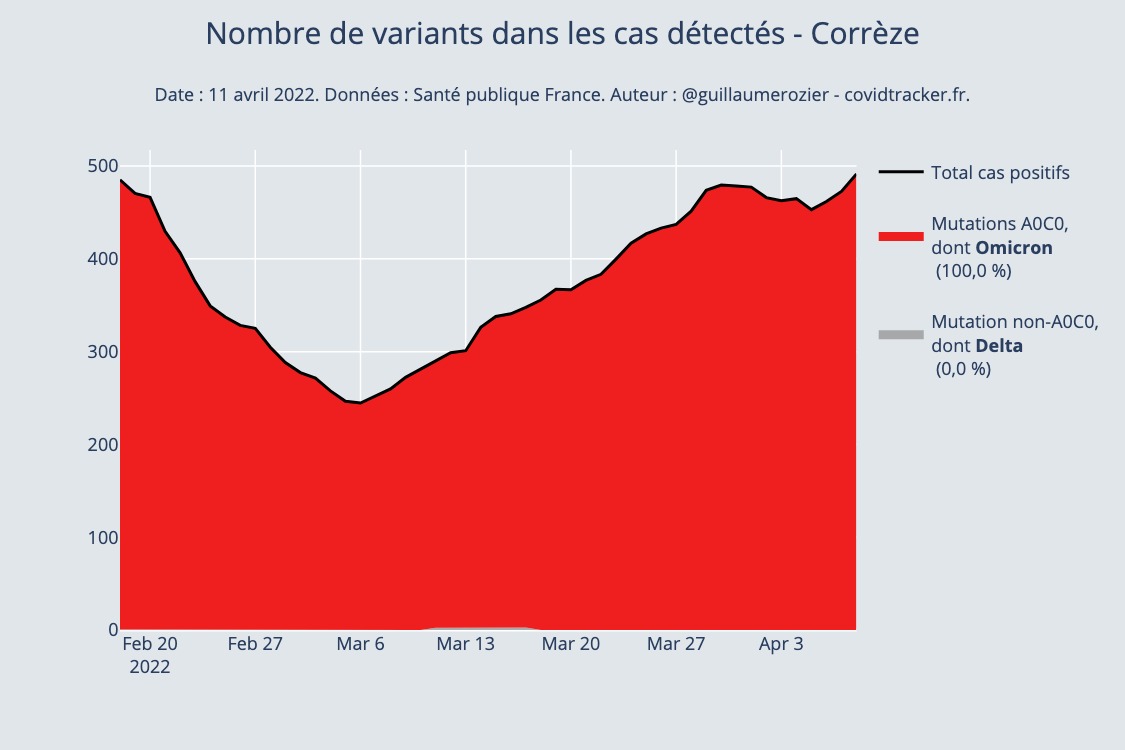 Nombre de variants dans les cas détectés - Corrèze
Date : 11 avril 2022. Données : Santé publique France. Auteur : @guillaumerozier - covidtracker.fr.
500
400
300
200
100
0
Feb 20
2022
Feb 27
Mar 6
Mar 13
Mar 20
Mar 27
Apr 3
Total cas positifs
Mutations A0C0,
dont Omicron
(100,0 %)
Mutation non-A0C0,
dont Delta
(0,0 %)